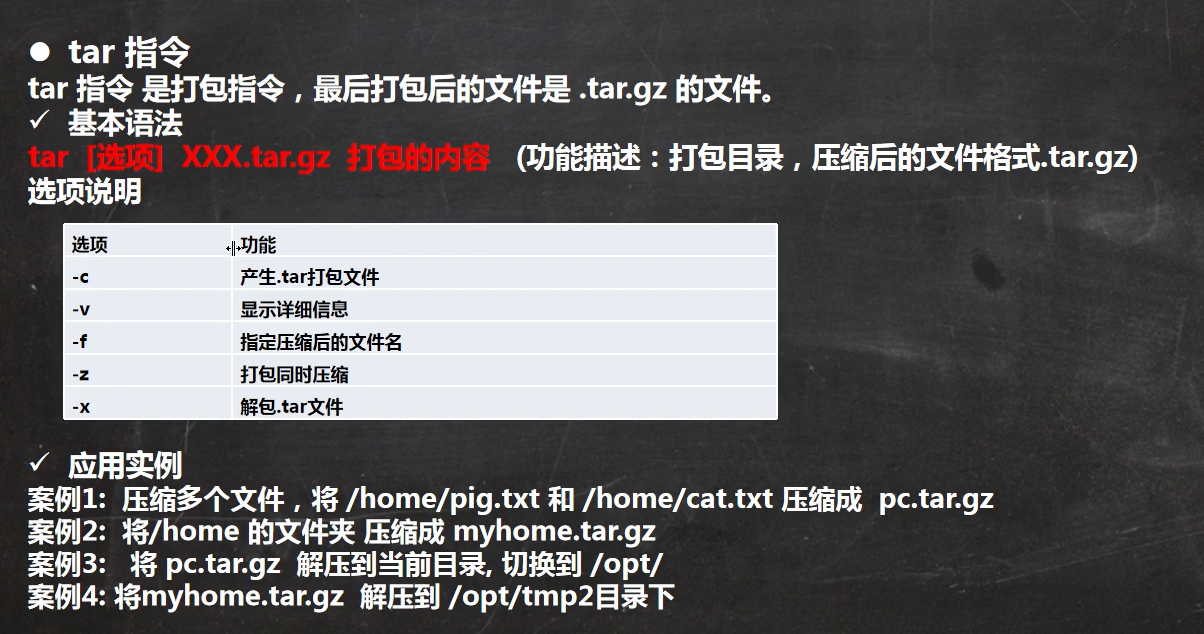 ● tar 指令
tar 指令 是打包指令，最后打包后的文件是 .tar.gz 的文件。
✓ 基本语法
tar [选项] XXX.tar.gz 打包的内容 (功能描述：打包目录，压缩后的文件格式.tar.gz)
选项说明
选项 功能
-c 产生.tar打包文件
-v 显示详细信息
-f 指定压缩后的文件名
-z 打包同时压缩
-x 解包.tar文件
✓ 应用实例
案例1: 压缩多个文件，将 /home/pig.txt 和 /home/cat.txt 压缩成 pc.tar.gz
案例2: 将/home 的文件夹 压缩成 myhome.tar.gz
案例3: 将 pc.tar.gz 解压到当前目录, 切换到 /opt/
案例4: 将myhome.tar.gz 解压到 /opt/tmp2目录下